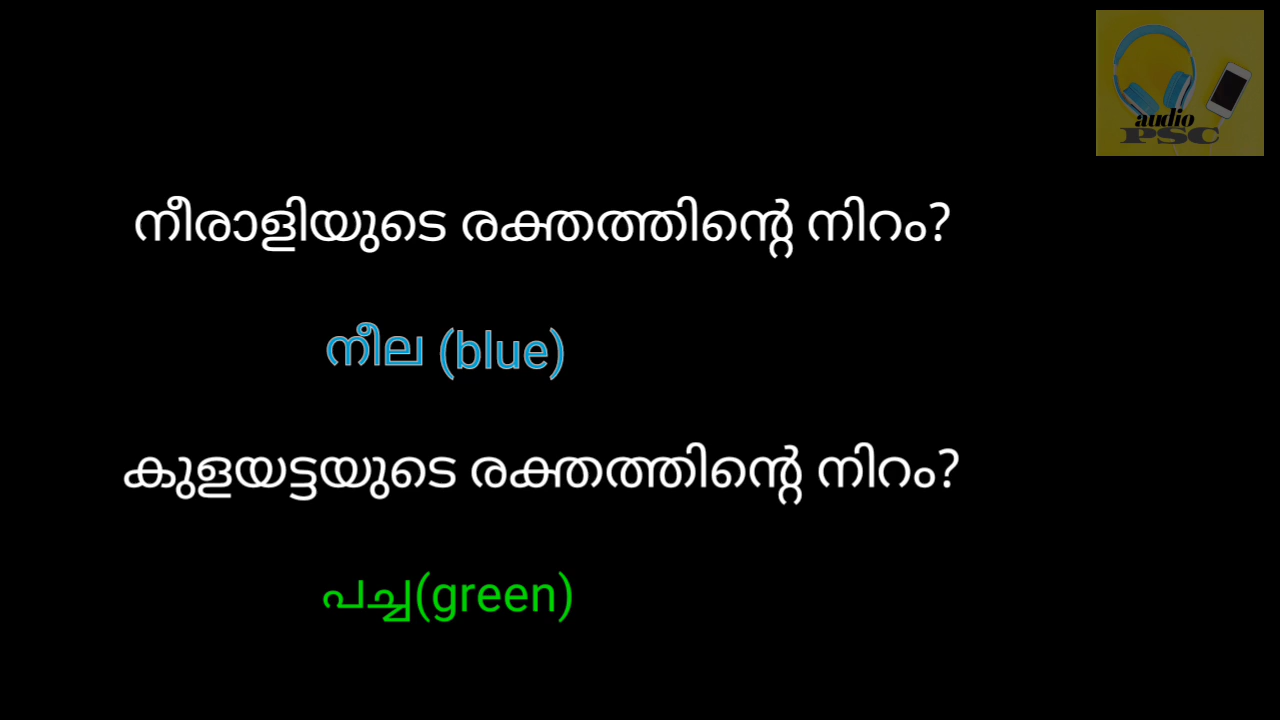 audio
PSC
നീരാളിയുടെ രക്തത്തിന്റെ നിറം?
നീല (blue)
കുളയട്ടയുടെ രക്തത്തിന്റെ നിറം?
പച്ച(green)